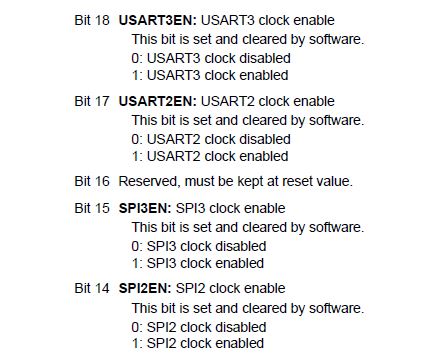 Bit 18 USART3EN: USART3 clock enable
This bit is set and cleared by software.
0: USART3 clock disabled
1: USART3 clock enabled
Bit 17 USART2EN: USART2 clock enable
This bit is set and cleared by software.
0: USART2 clock disabled
1: USART2 clock enabled
Bit 16 Reserved, must be kept at reset value.
Bit 15 SPI3EN: SPI3 clock enable
This bit is set and cleared by software.
0: SPI3 clock disabled
1: SPI3 clock enabled
Bit 14 SPI2EN: SPI2 clock enable
This bit is set and cleared by software.
0: SPI2 clock disabled
1: SPI2 clock enabled